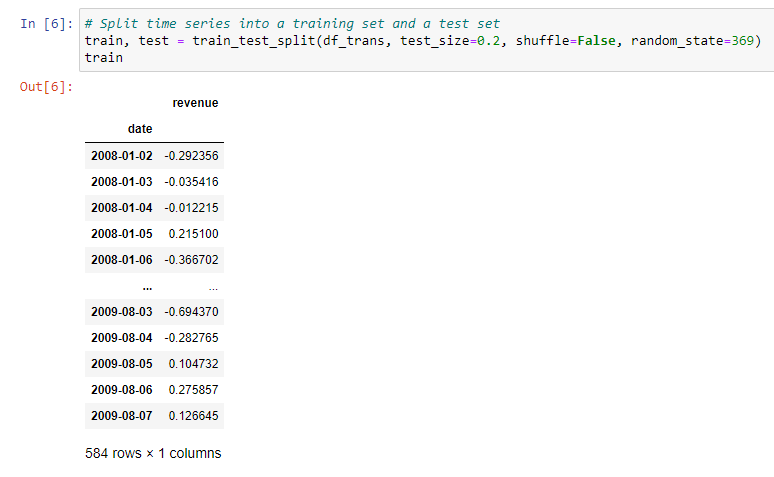 In [6]: # Split time series into a training set and a test set
train, test = train_test_split(df_trans, test_size=0.2, shuffle=False, random_state=369)
train
Out[6]:
revenue
date
2008-01-02 -0.292356
2008-01-03 -0.035416
2008-01-04 -0.012215
2008-01-05 0.215100
2008-01-06 -0.366702
... ...
2009-08-03 -0.694370
2009-08-04 -0.282765
2009-08-05 0.104732
2009-08-06 0.275857
2009-08-07 0.126645
584 rows × 1 columns